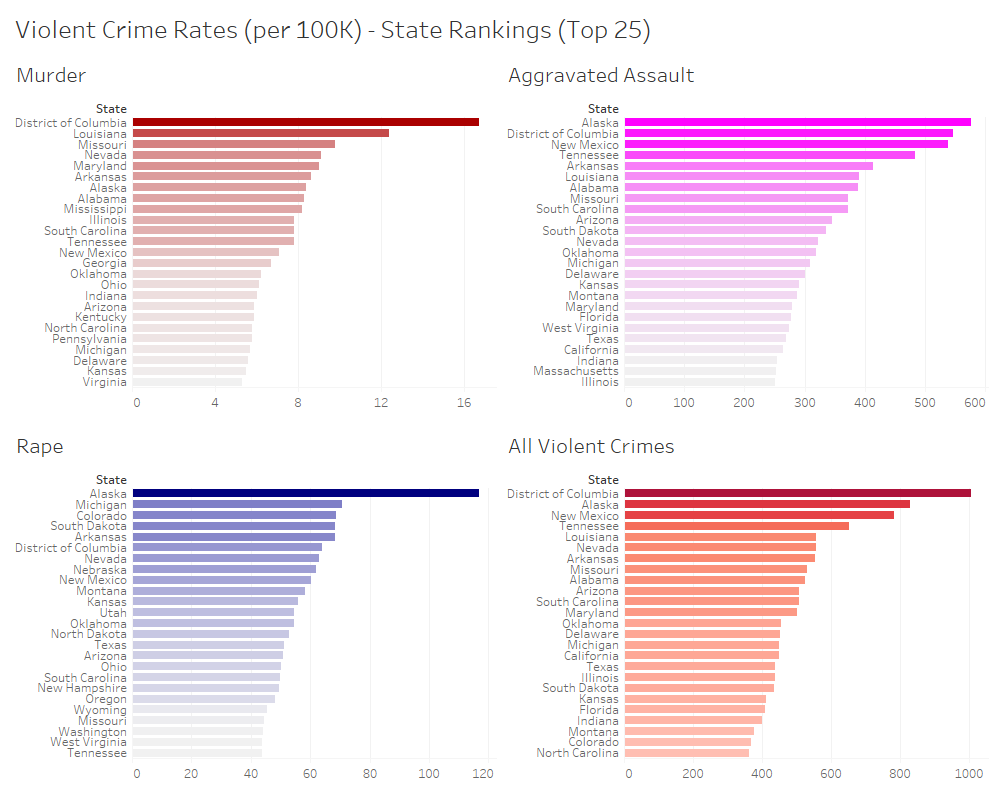 Violent Crime Rates (per 100K) - State Rankings (Top 25)
Murder
State
District of Columbia
Louisiana
Missouri
Nevada
Maryland
Arkansas
Alaska
Alabama
Mississippi
Illinois
South Carolina
Tennessee
New Mexico
Georgia
Oklahoma
Ohio
Indiana
Arizona
Kentucky
North Carolina
Pennsylvania
Michigan
Delaware
Kansas
Virginia
0 4 8 12 16
Aggravated Assault
State
Alaska
District of Columbia
New Mexico
Tennessee
Arkansas
Louisiana
Alabama
Missouri
South Carolina
Arizona
South Dakota
Nevada
Oklahoma
Michigan
Delaware
Kansas
Montana
Maryland
Florida
West Virginia
Texas
California
Indiana
Massachusetts
Illinois
0 100 200 300 400 500 600
Rape
State
Alaska
Michigan
Colorado
South Dakota
Arkansas
District of Columbia
Nevada
Nebraska
New Mexico
Montana
Kansas
Utah
Oklahoma
North Dakota
Texas
Arizona
Ohio
South Carolina
New Hampshire
Oregon
Wyoming
Missouri
Washington
West Virginia
Tennessee
0 20 40 60 80 100 120
All Violent Crimes
State
District of Columbia
Alaska
New Mexico
Tennessee
Louisiana
Nevada
Arkansas
Missouri
Alabama
Arizona
South Carolina
Maryland
Oklahoma
Delaware
Michigan
California
Texas
Illinois
South Dakota
Kansas
Florida
Indiana
Montana
Colorado
North Carolina
0 200 400 600 800 1000